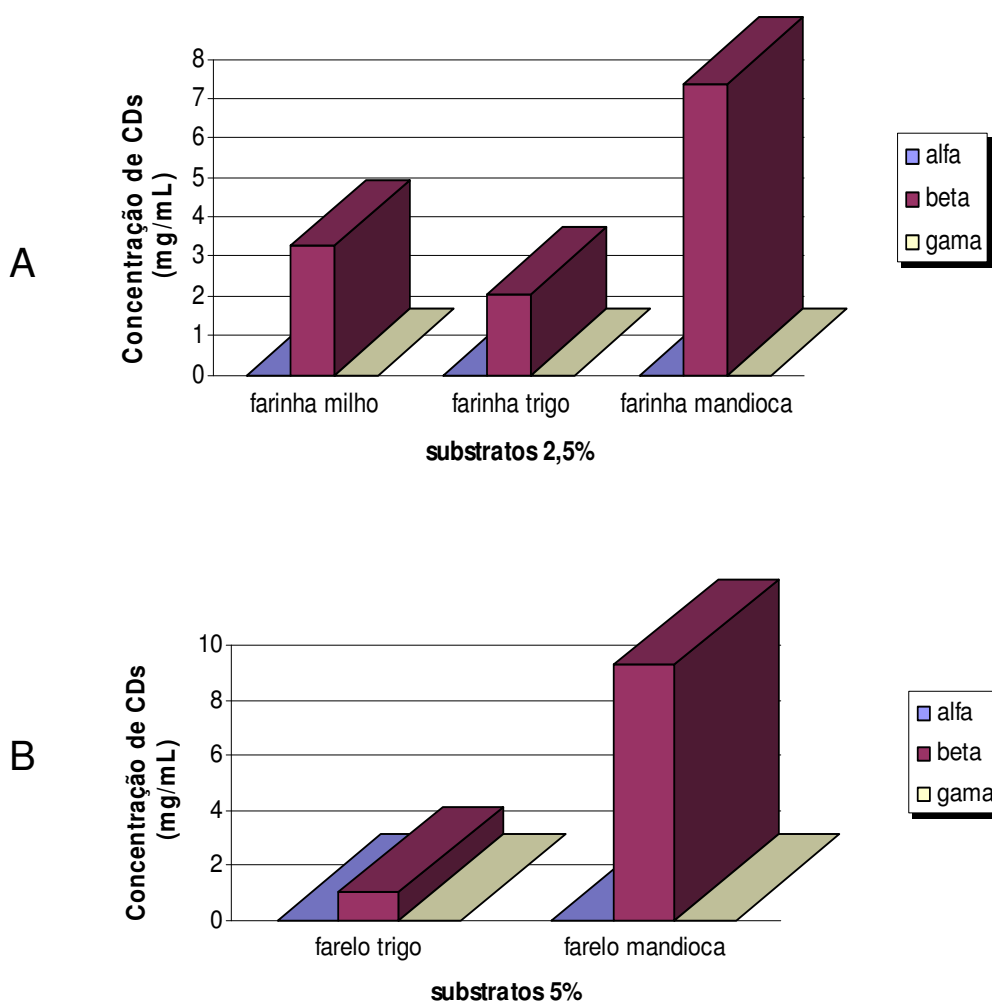 A
Concentração de CDs
(mg/mL)
8
7
6
5
4
3
2
1
0
farinha milho
farinha trigo
farinha mandioca
substratos 2,5%
alfa
beta
gama
B
Concentração de CDs
(mg/mL)
10
8
6
4
2
0
farelo trigo
farelo mandioca
substratos 5%
alfa
beta
gama